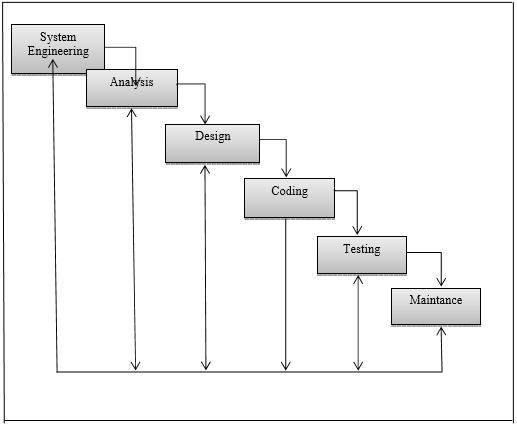 System
Engineering
Analysis
Design
Coding
Testing
Maintance